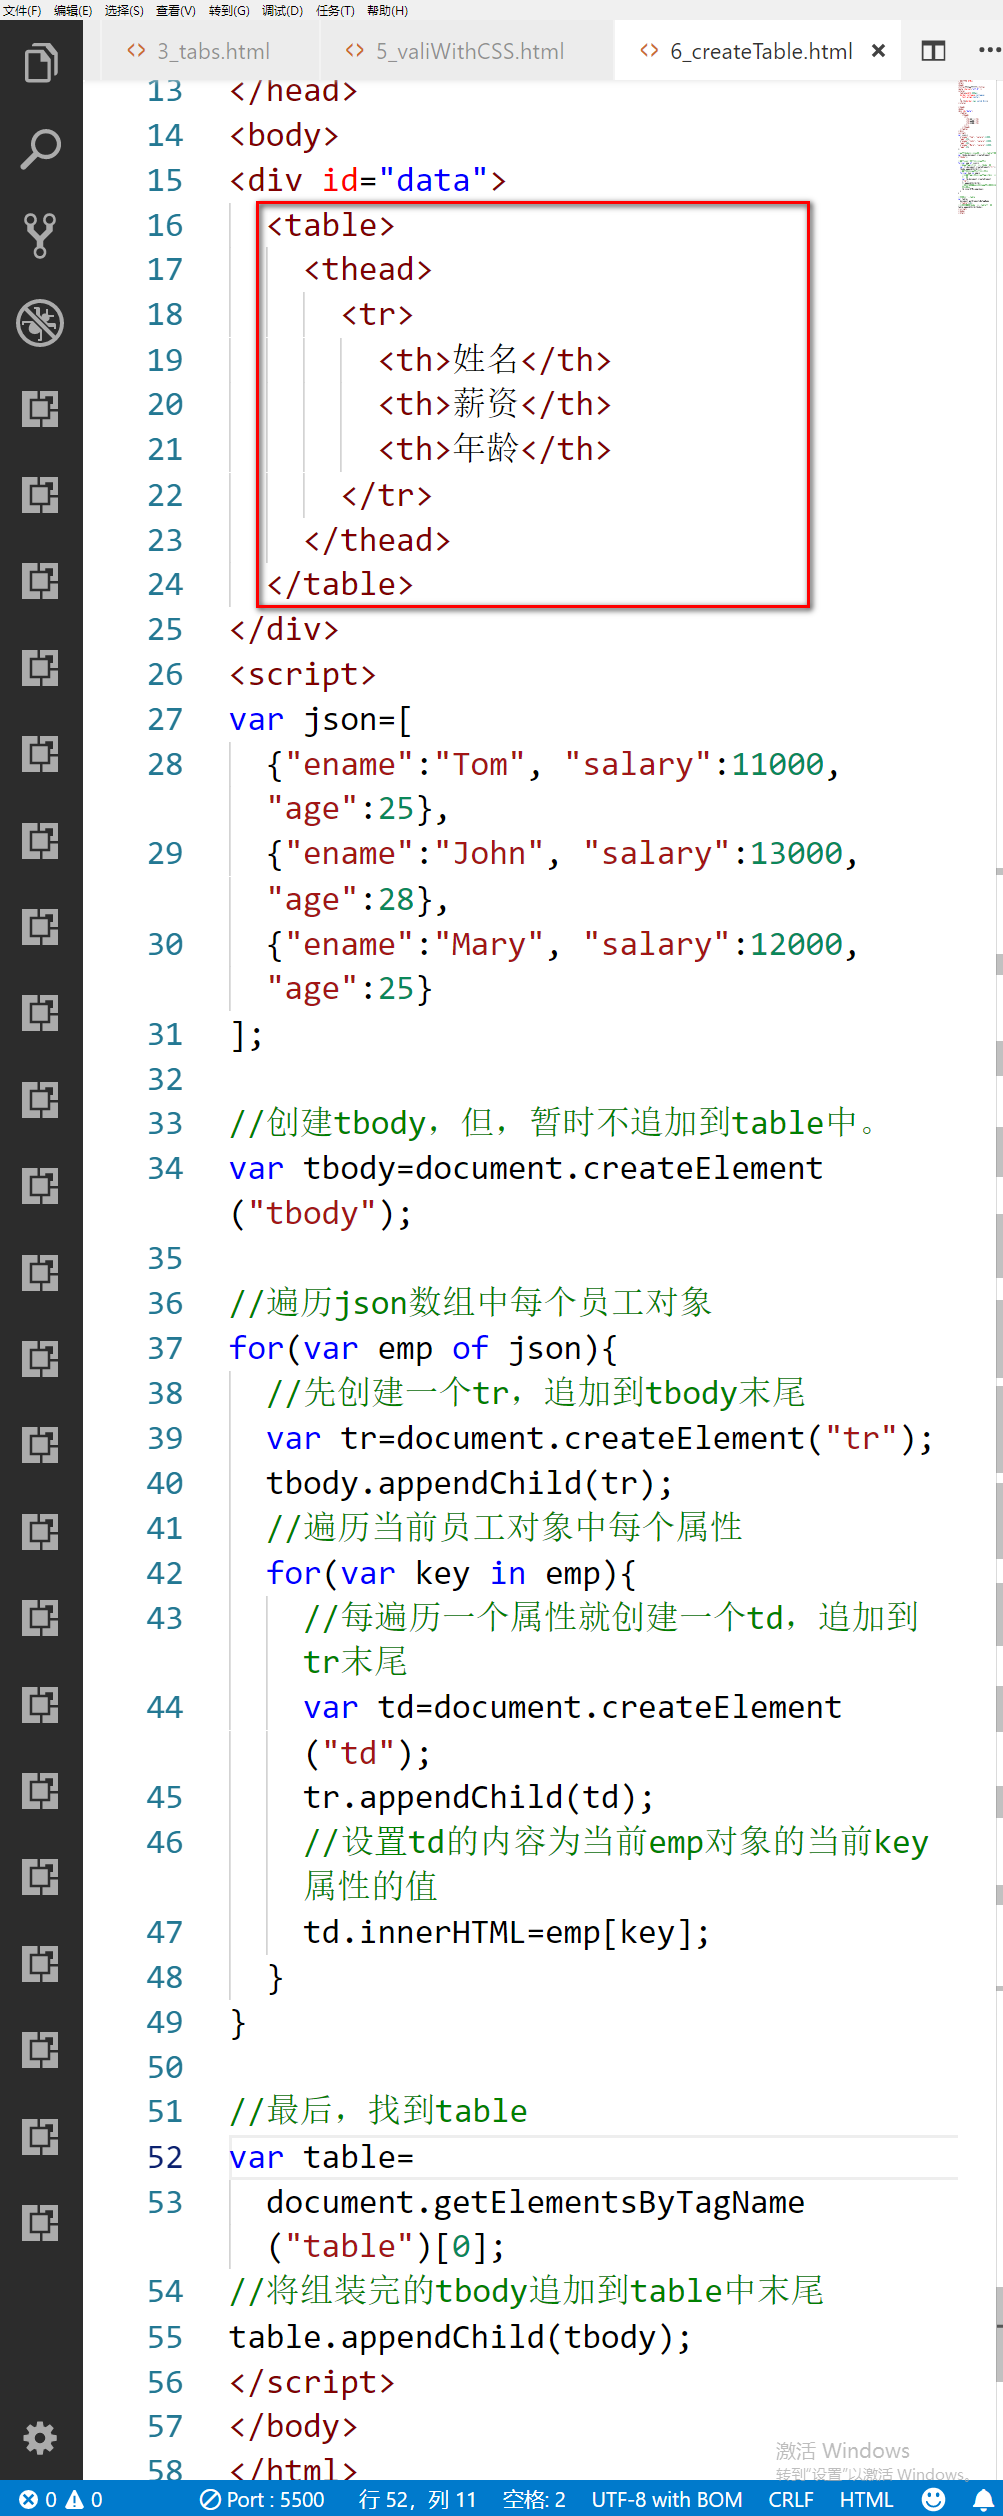 文件(F) 编辑(E) 选择(S) 查看(V) 转到(G) 调试(D) 任务(T) 帮助(H)
<> 3_tabs.html <> 5_valiWithCSS.html <> 6_createTable.html ×
13 </head>
14 <body>
15 <div id="data">
16 <table>
17 <thead>
18 <tr>
19 <th>姓名</th>
20 <th>薪资</th>
21 <th>年龄</th>
22 </tr>
23 </thead>
24 </table>
25 </div>
26 <script>
27 var json=[
28 {"ename":"Tom", "salary":11000,
"age":25},
29 {"ename":"John", "salary":13000,
"age":28},
30 {"ename":"Mary", "salary":12000,
"age":25}
31 ];
32
33 //创建tbody，但，暂时不追加到table中。
34 var tbody=document.createElement
("tbody");
35
36 //遍历json数组中每个员工对象
37 for(var emp of json){
38 //先创建一个tr，追加到tbody末尾
39 var tr=document.createElement("tr");
40 tbody.appendChild(tr);
41 //遍历当前员工对象中每个属性
42 for(var key in emp){
43 //每遍历一个属性就创建一个td，追加到
tr末尾
44 var td=document.createElement
("td");
45 tr.appendChild(td);
46 //设置td的内容为当前emp对象的当前key
属性的值
47 td.innerHTML=emp[key];
48 }
49 }
50
51 //最后，找到table
52 var table=
53 document.getElementsByTagName
("table")[0];
54 //将组装完的tbody追加到table中末尾
55 table.appendChild(tbody);
56 </script>
57 </body>
58 </html>
激活 Windows
转到"设置"以激活 Windows。
0 0 Port : 5500 行 52，列 11 空格: 2 UTF-8 with BOM CRLF HTML